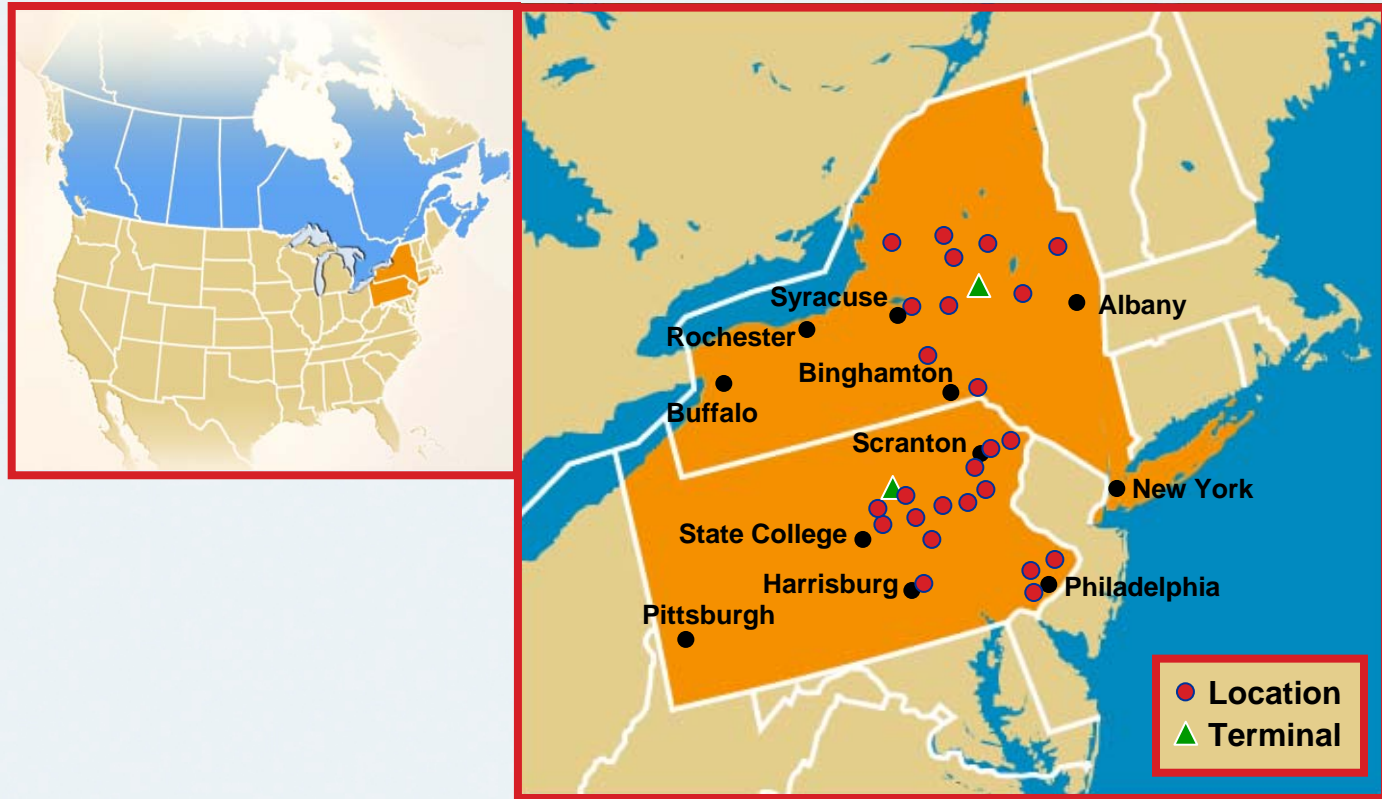 Syracuse
Albany
Rochester
Binghamton
Buffalo
Scranton
New York
State College
Harrisburg
Philadelphia
Pittsburgh
Location
Terminal